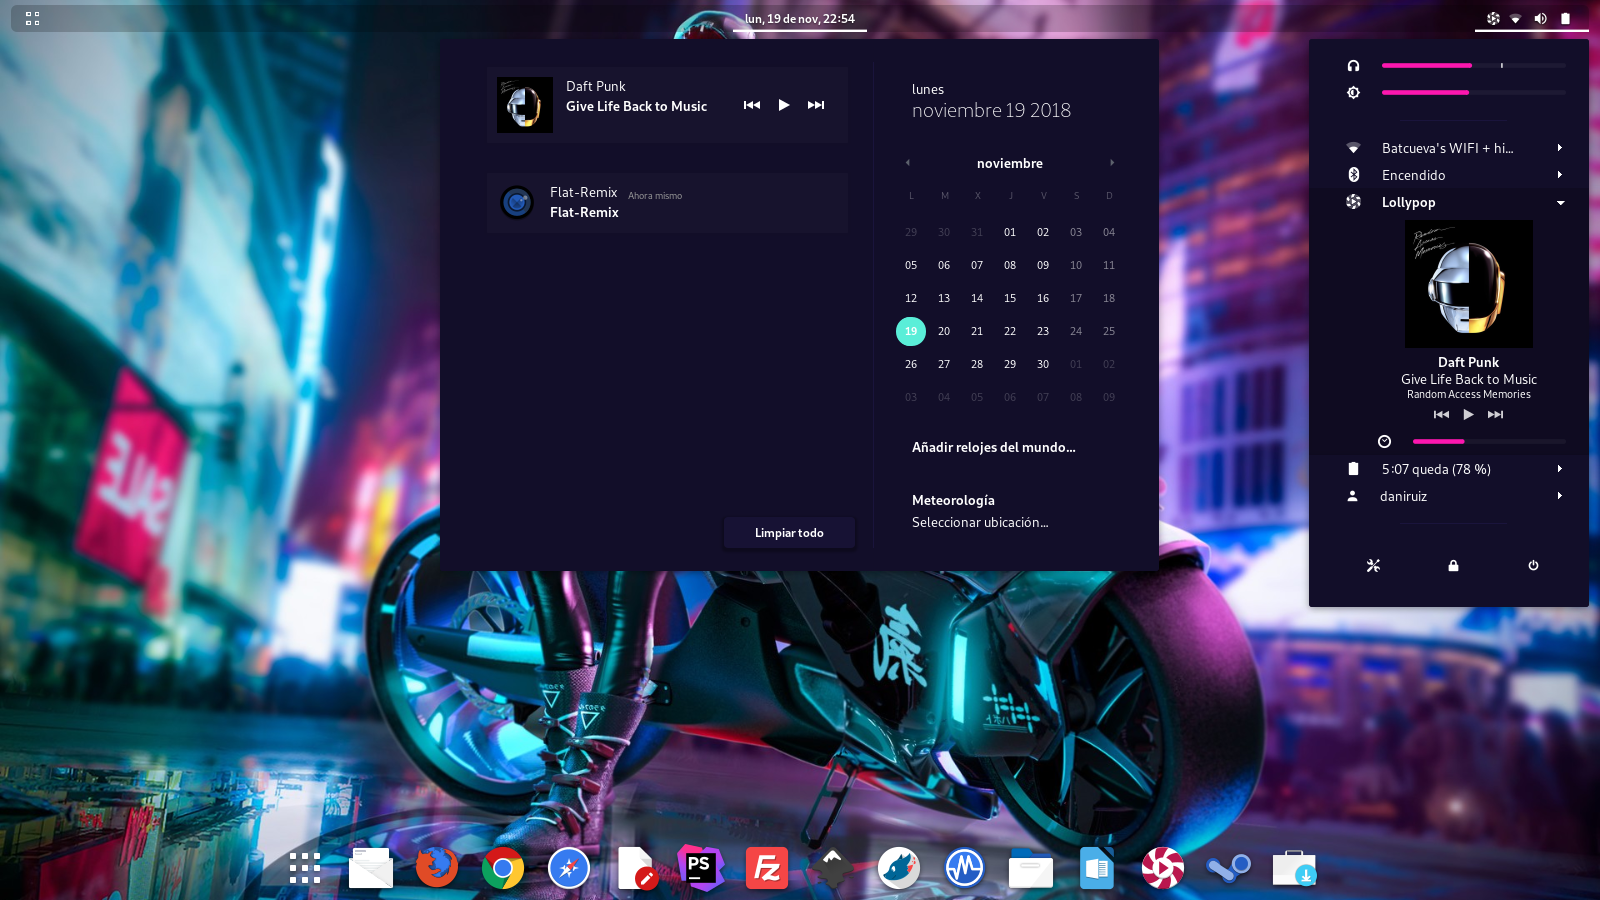 lun, 19 de nov, 22:54
Daft Punk
Give Life Back to Music
Flat-Remix Ahora mismo
Flat-Remix
Limpiar todo
lunes
noviembre 19 2018
noviembre
L M X J V S D
29 30 31 01 02 03 04
05 06 07 08 09 10 11
12 13 14 15 16 17 18
19 20 21 22 23 24 25
26 27 28 29 30 01 02
03 04 05 06 07 08 09
Añadir relojes del mundo...
Meteorología
Seleccionar ubicación...
Batcueva's WIFI + hi...
Encendido
Lollypop
Random
Access
Memories
Daft Punk
Give Life Back to Music
Random Access Memories
5:07 queda (78 %)
daniruiz
SALE
PS
FZ